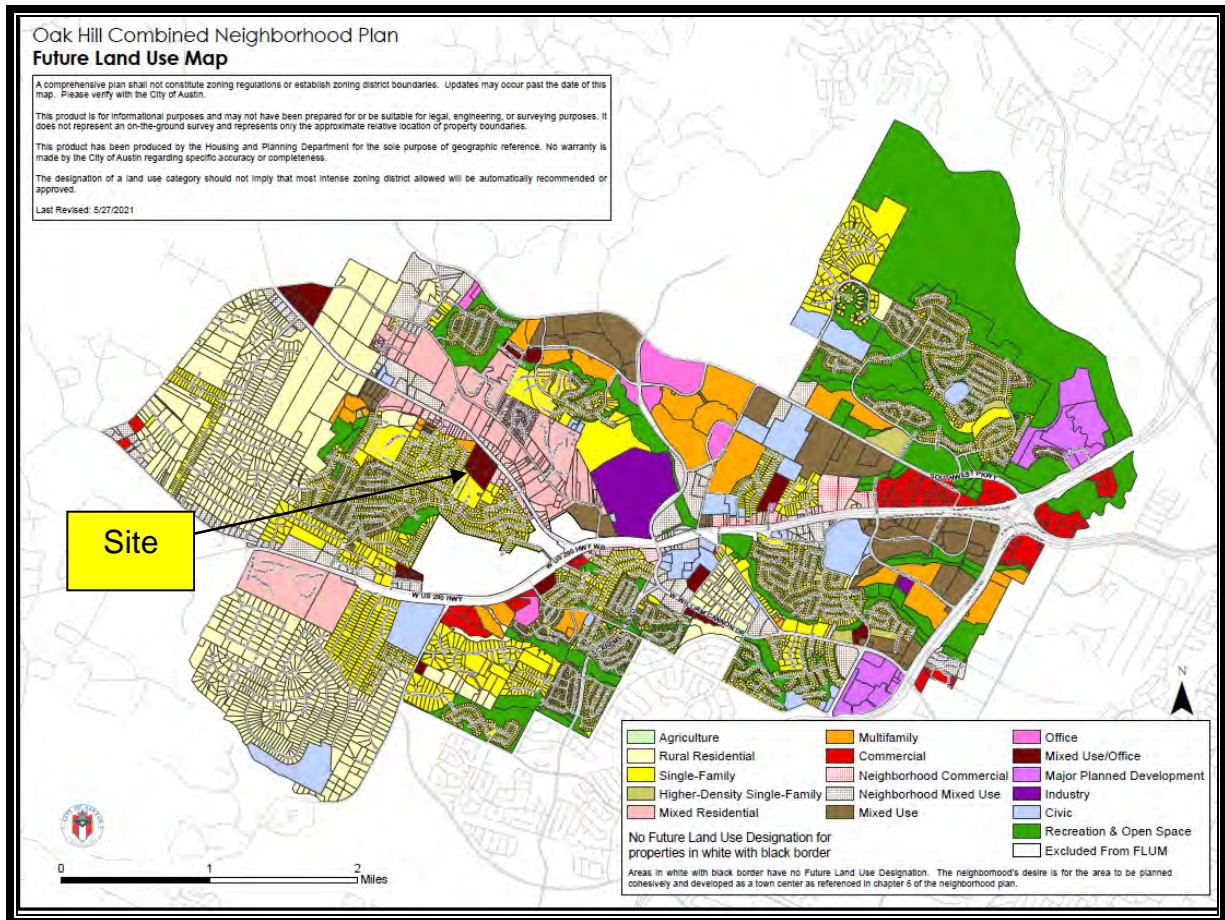 Oak Hill Combined Neighborhood Plan
Future Land Use Map
A comprehensive plan shall not constitute zoning regulations or establish zoning district boundaries. Updates may occur past the date of this
map. Please verify with the City of Austin.
This product is for informational purposes and may not have been prepared for or be suitable for legal, engineering, or surveying purposes. It
does not represent an on-the-ground survey and represents only the approximate relative location of property boundaries.
This product has been produced by the Housing and Planning Department for the sole purpose of geographic reference. No warranty is
made by the City of Austin regarding specific accuracy or completeness.
The designation of a land use category should not imply that most intense zoning district allowed will be automatically recommended or
approved.
Last Revised: 5/27/2021
SOUTHWEST PKWY
Site
W US 290 HWY
W US 290 HWY
N
Agriculture
Rural Residential
Single-Family
Higher-Density Single-Family
Mixed Residential
Multifamily
Commercial
Neighborhood Commercial
Neighborhood Mixed Use
Mixed Use
Office
Mixed Use/Office
Major Planned Development
Industry
Civic
Recreation & Open Space
Excluded From FLUM
No Future Land Use Designation for
properties in white with black border
Areas in white with black border have no Future Land Use Designation. The neighborhood's desire is for the area to be planned
cohesively and developed as a town center as referenced in chapter 6 of the neighborhood plan.
0 1 2
Miles